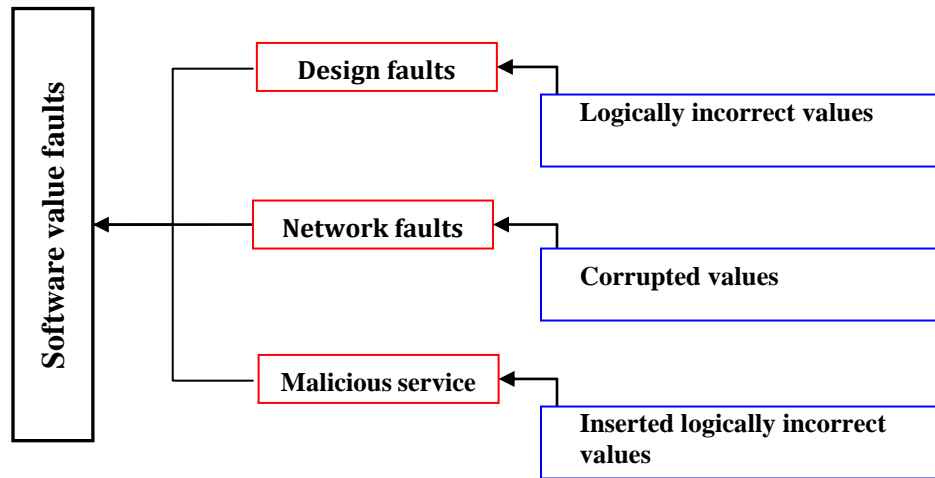 Software value faults
Design faults
Logically incorrect values
Network faults
Corrupted values
Malicious service
Inserted logically incorrect
values